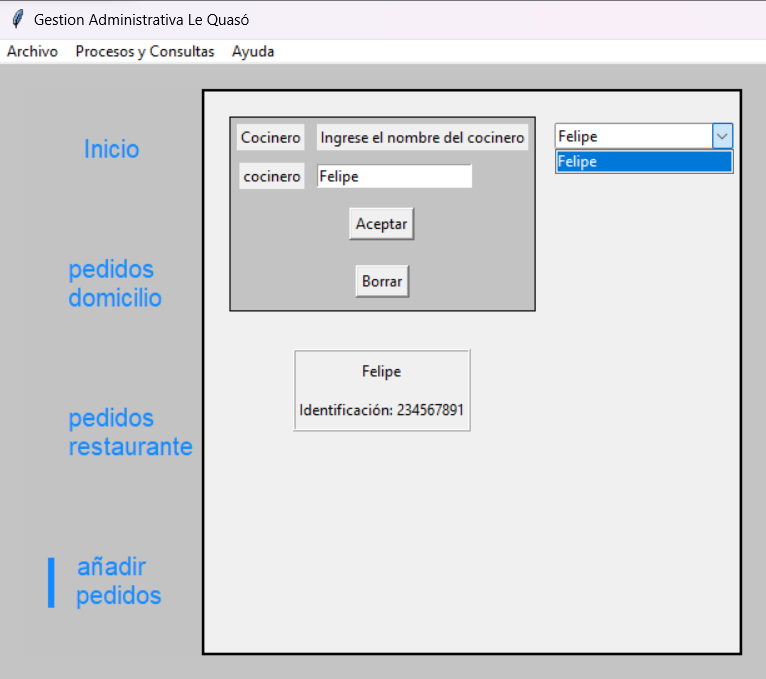 Gestion Administrativa Le Quasó
Archivo Procesos y Consultas Ayuda
Inicio
pedidos
domicilio
pedidos
restaurante
añadir
pedidos
Cocinero Ingrese el nombre del cocinero
cocinero Felipe
Aceptar
Borrar
Felipe
Felipe
Felipe
Identificación: 234567891